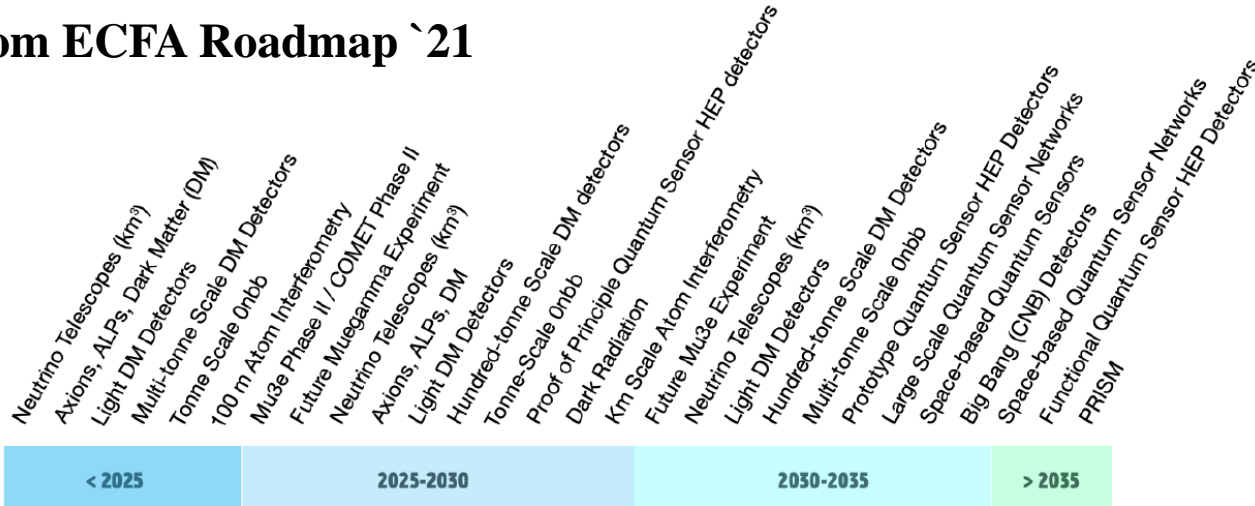 om ECFA Roadmap `21
Neutrino Telescopes (km³)
Axions, ALPs, Dark Matter (DM)
Light DM Detectors
Multi-tonne Scale DM Detectors
Tonne Scale 0nbb
100 m Atom Interferometry
Mu3e Phase II / COMET Phase II
Future Muegamma Experiment
Neutrino Telescopes (km³)
Axions, ALPs, DM
Light DM Detectors
Hundred-tonne Scale DM detectors
Tonne-Scale 0nbb
Proof of Principle Quantum Sensor HEP detectors
Dark Radiation
Km Scale Atom Interferometry
Future Mu3e Experiment
Neutrino Telescopes (km³)
Light DM Detectors
Hundred-tonne Scale DM Detectors
Multi-tonne Scale 0nbb
Prototype Quantum Sensor HEP Detectors
Large Scale Quantum Sensor Networks
Space-based Quantum Sensors
Big Bang (CNB) Detectors
Space-based Quantum Sensor Networks
Functional Quantum Sensor HEP Detectors
PRISM
< 2025
2025-2030
2030-2035
> 2035